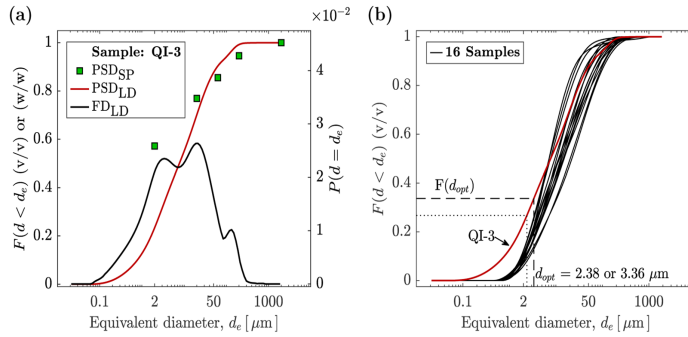 (a)
×10⁻²
Sample: QI-3
PSD_SP
PSD_LD
FD_LD
F(d < d_e) (v/v) or (w/w)
1
0.8
0.6
0.4
0.2
0
4
3
2
1
0
P(d = d_e)
0.1 2 50 1000
Equivalent diameter, d_e [μm]
(b)
16 Samples
F(d < d_e) (v/v)
1
0.8
0.6
0.4
0.2
0
F(d_opt)
QI-3
d_opt = 2.38 or 3.36 μm
0.1 2 50 1000
Equivalent diameter, d_e [μm]